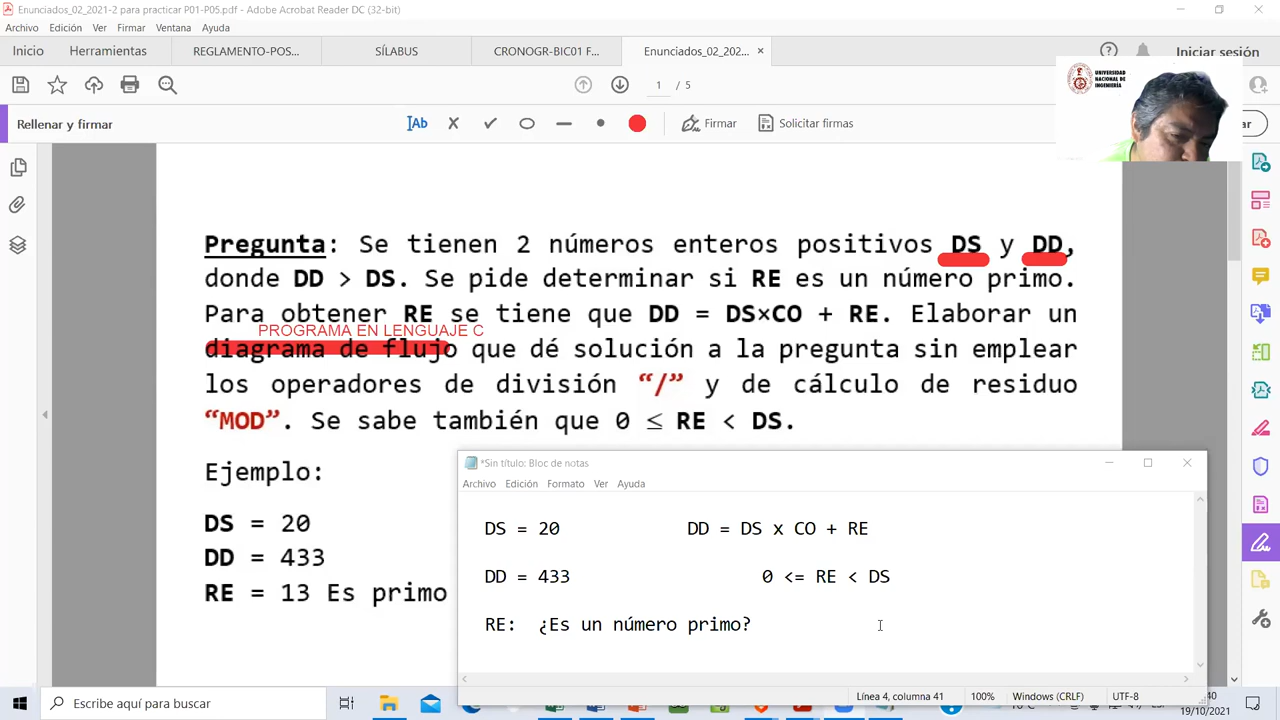 Enunciados_02_2021-2 para practicar P01-P05.pdf - Adobe Acrobat Reader DC (32-bit)
Archivo Edición Ver Firmar Ventana Ayuda
Inicio Herramientas REGLAMENTO-POS... SÍLABUS CRONOGR-BIC01 F... Enunciados_02_202... × Iniciar sesión
1 / 5
UNIVERSIDAD
NACIONAL DE
INGENIERÍA
Rellenar y firmar Ab Firmar Solicitar firmas
Pregunta: Se tienen 2 números enteros positivos DS y DD,
donde DD > DS. Se pide determinar si RE es un número primo.
Para obtener RE se tiene que DD = DS×CO + RE. Elaborar un
PROGRAMA EN LENGUAJE C
diagrama de flujo que dé solución a la pregunta sin emplear
los operadores de división “/” y de cálculo de residuo
“MOD”. Se sabe también que 0 ≤ RE < DS.
Ejemplo:
DS = 20
DD = 433
RE = 13 Es primo
*Sin título: Bloc de notas
Archivo Edición Formato Ver Ayuda
DS = 20 DD = DS x CO + RE
DD = 433 0 <= RE < DS
RE: ¿Es un número primo?
Línea 4, columna 41 100% Windows (CRLF) UTF-8
Escribe aquí para buscar
19/10/2021